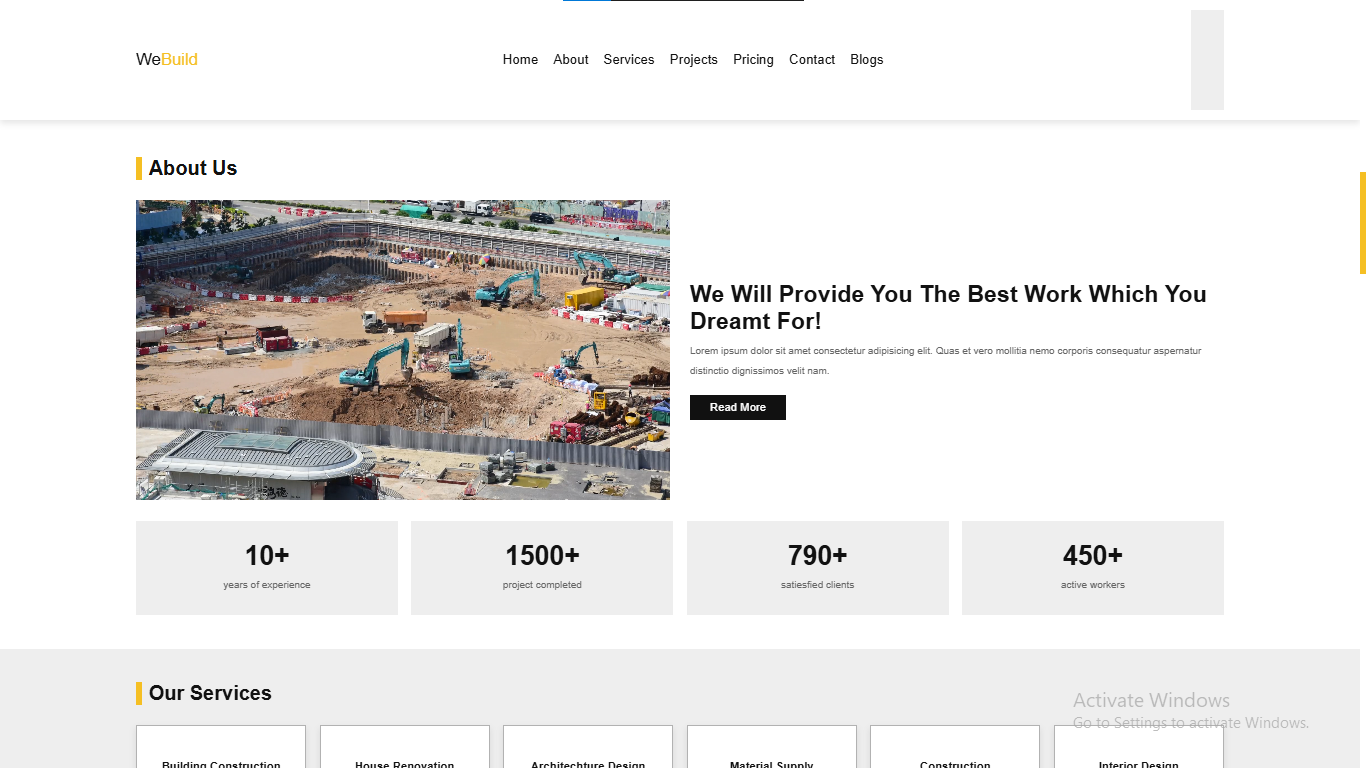 WeBuild
Home About Services Projects Pricing Contact Blogs
About Us
We Will Provide You The Best Work Which You
Dreamt For!
Lorem ipsum dolor sit amet consectetur adipisicing elit. Quas et vero mollitia nemo corporis consequatur aspernatur
distinctio dignissimos velit nam.
Read More
10+
years of experience
1500+
project completed
790+
satiesfied clients
450+
active workers
Our Services
Building Construction
House Renovation
Architechture Design
Material Supply
Construction
Interior Design
Activate Windows
Go to Settings to activate Windows.